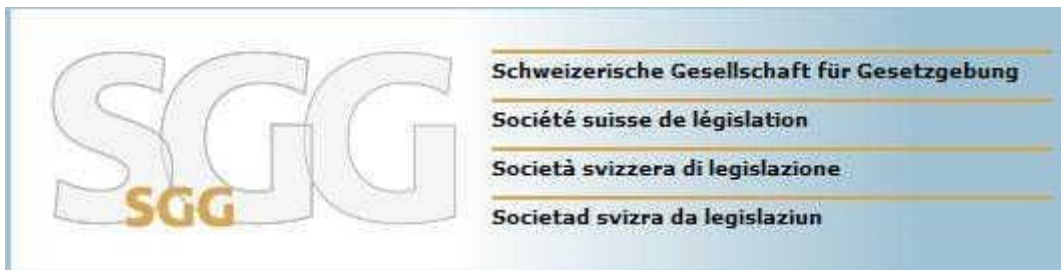 SGG
SGG
Schweizerische Gesellschaft für Gesetzgebung
Société suisse de législation
Società svizzera di legislazione
Societad svizra da legislaziun